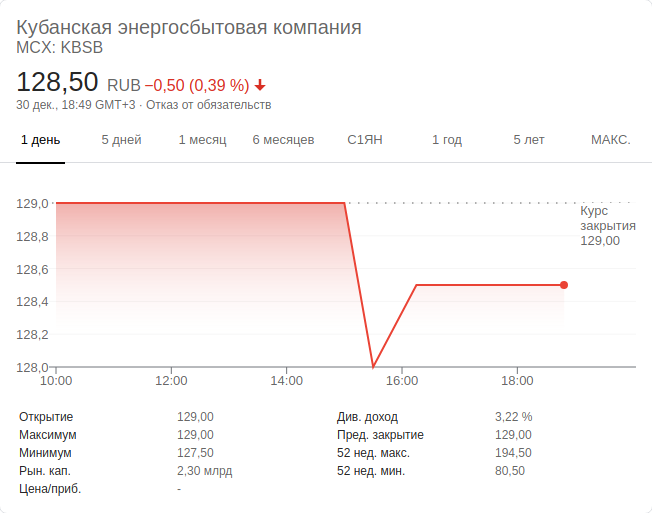 Кубанская энергосбытовая компания
MCX: KBSB
128,50 RUB −0,50 (0,39 %)
30 дек., 18:49 GMT+3 · Отказ от обязательств
1 день 5 дней 1 месяц 6 месяцев С1ЯН 1 год 5 лет МАКС.
129,0
Курс
закрытия
129,00
128,8
128,6
128,4
128,2
128,0
10:00 12:00 14:00 16:00 18:00
Открытие 129,00 Див. доход 3,22 %
Максимум 129,00 Пред. закрытие 129,00
Минимум 127,50 52 нед. макс. 194,50
Рын. кап. 2,30 млрд 52 нед. мин. 80,50
Цена/приб. -